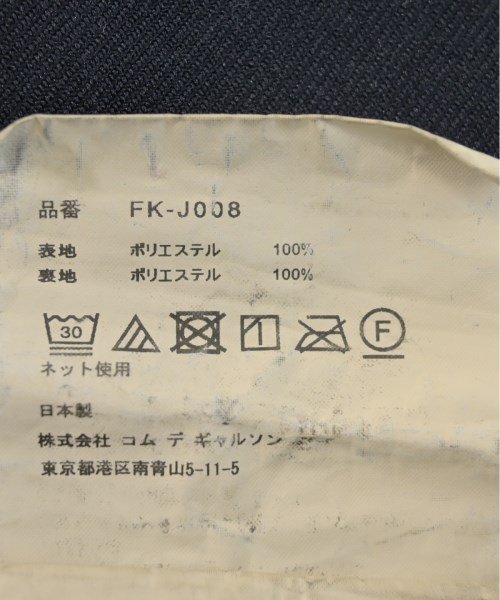 品番 FK-J008
表地 ポリエステル 100%
裏地 ポリエステル 100%
30 F
ネット使用
日本製
株式会社 コム デ ギャルソン
東京都港区南青山5-11-5